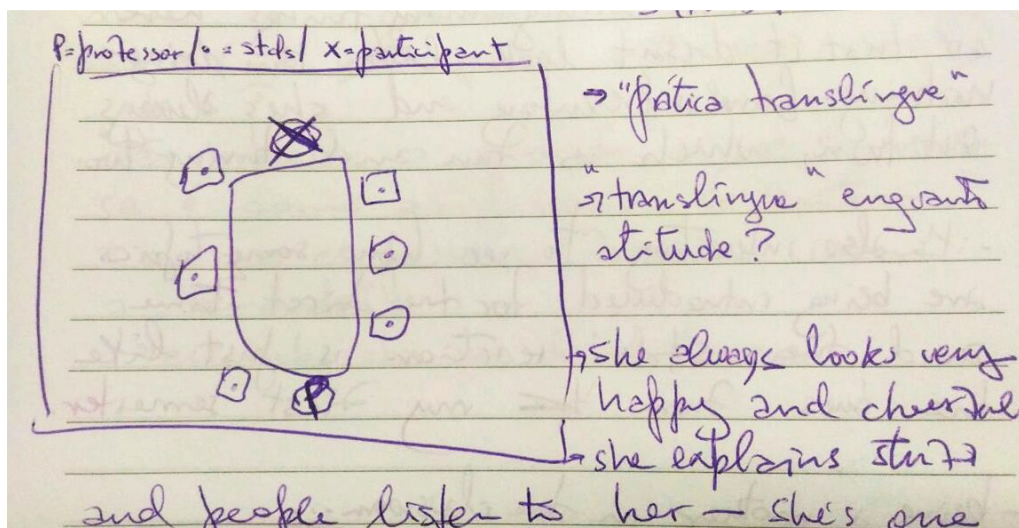 P=professor / • = stds / X=participant
→ "prática translíngue"
→ "translíngue" enquanto
atitude?
→ she always looks very
happy and cheerful
→ she explains stuff
and people listen to her — she's one